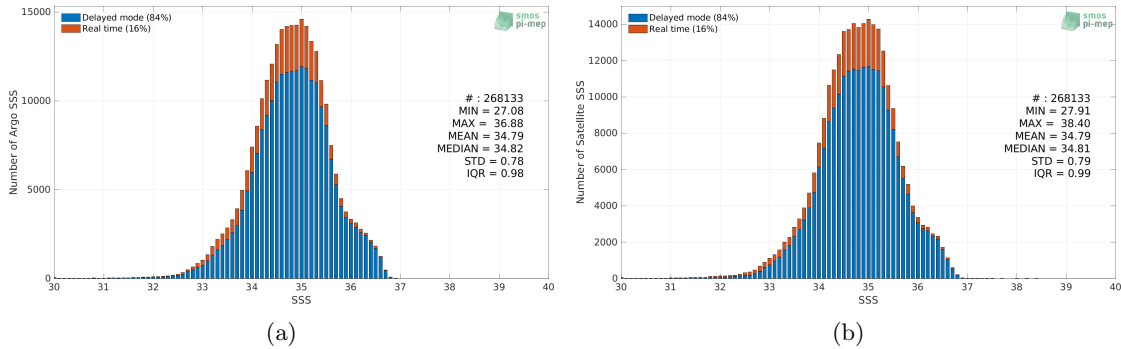 Delayed mode (84%)
Real time (16%)
smos
pi-mep
# : 268133
MIN = 27.08
MAX = 36.88
MEAN = 34.79
MEDIAN = 34.82
STD = 0.78
IQR = 0.98
Number of Argo SSS
15000
10000
5000
0
30 31 32 33 34 35 36 37 38 39 40
SSS
(a)
Delayed mode (84%)
Real time (16%)
smos
pi-mep
# : 268133
MIN = 27.91
MAX = 38.40
MEAN = 34.79
MEDIAN = 34.81
STD = 0.79
IQR = 0.99
Number of Satellite SSS
14000
12000
10000
8000
6000
4000
2000
0
30 31 32 33 34 35 36 37 38 39 40
SSS
(b)